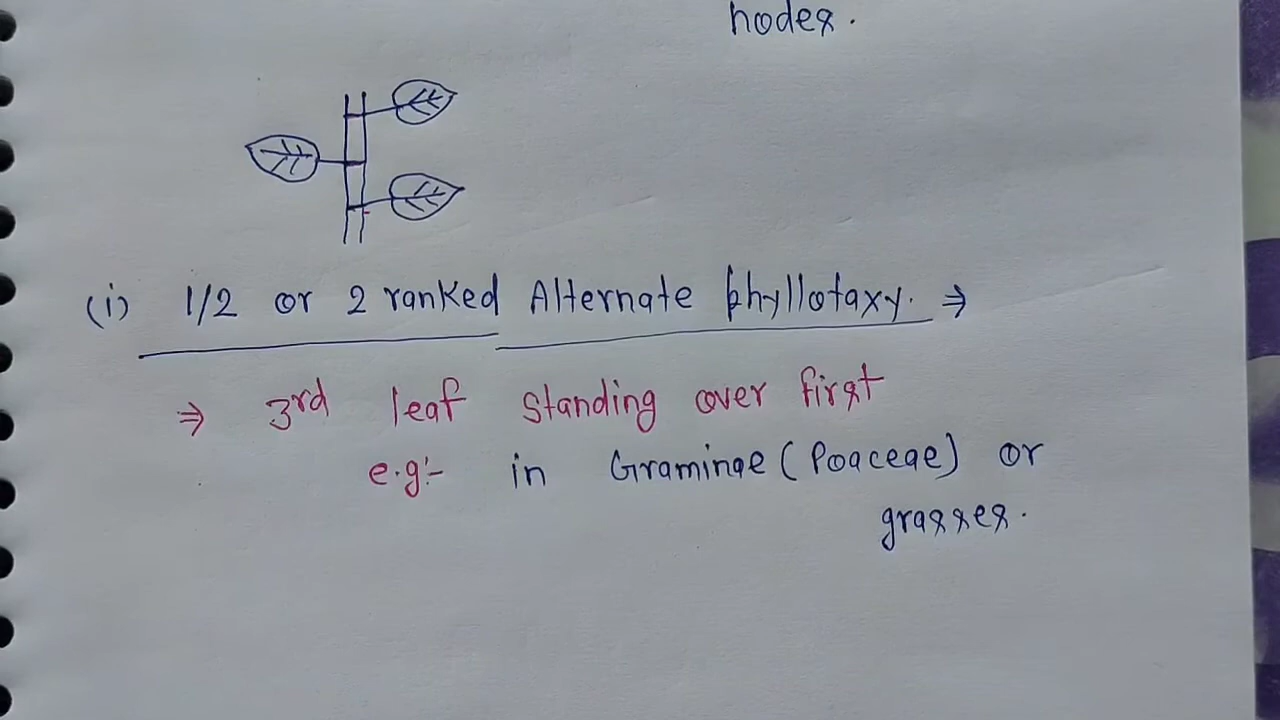 nodes.
(i) 1/2 or 2 ranked Alternate phyllotaxy. ⇒
⇒ 3rd leaf standing over first
e.g:- in Graminae (Poaceae) or
grasses.